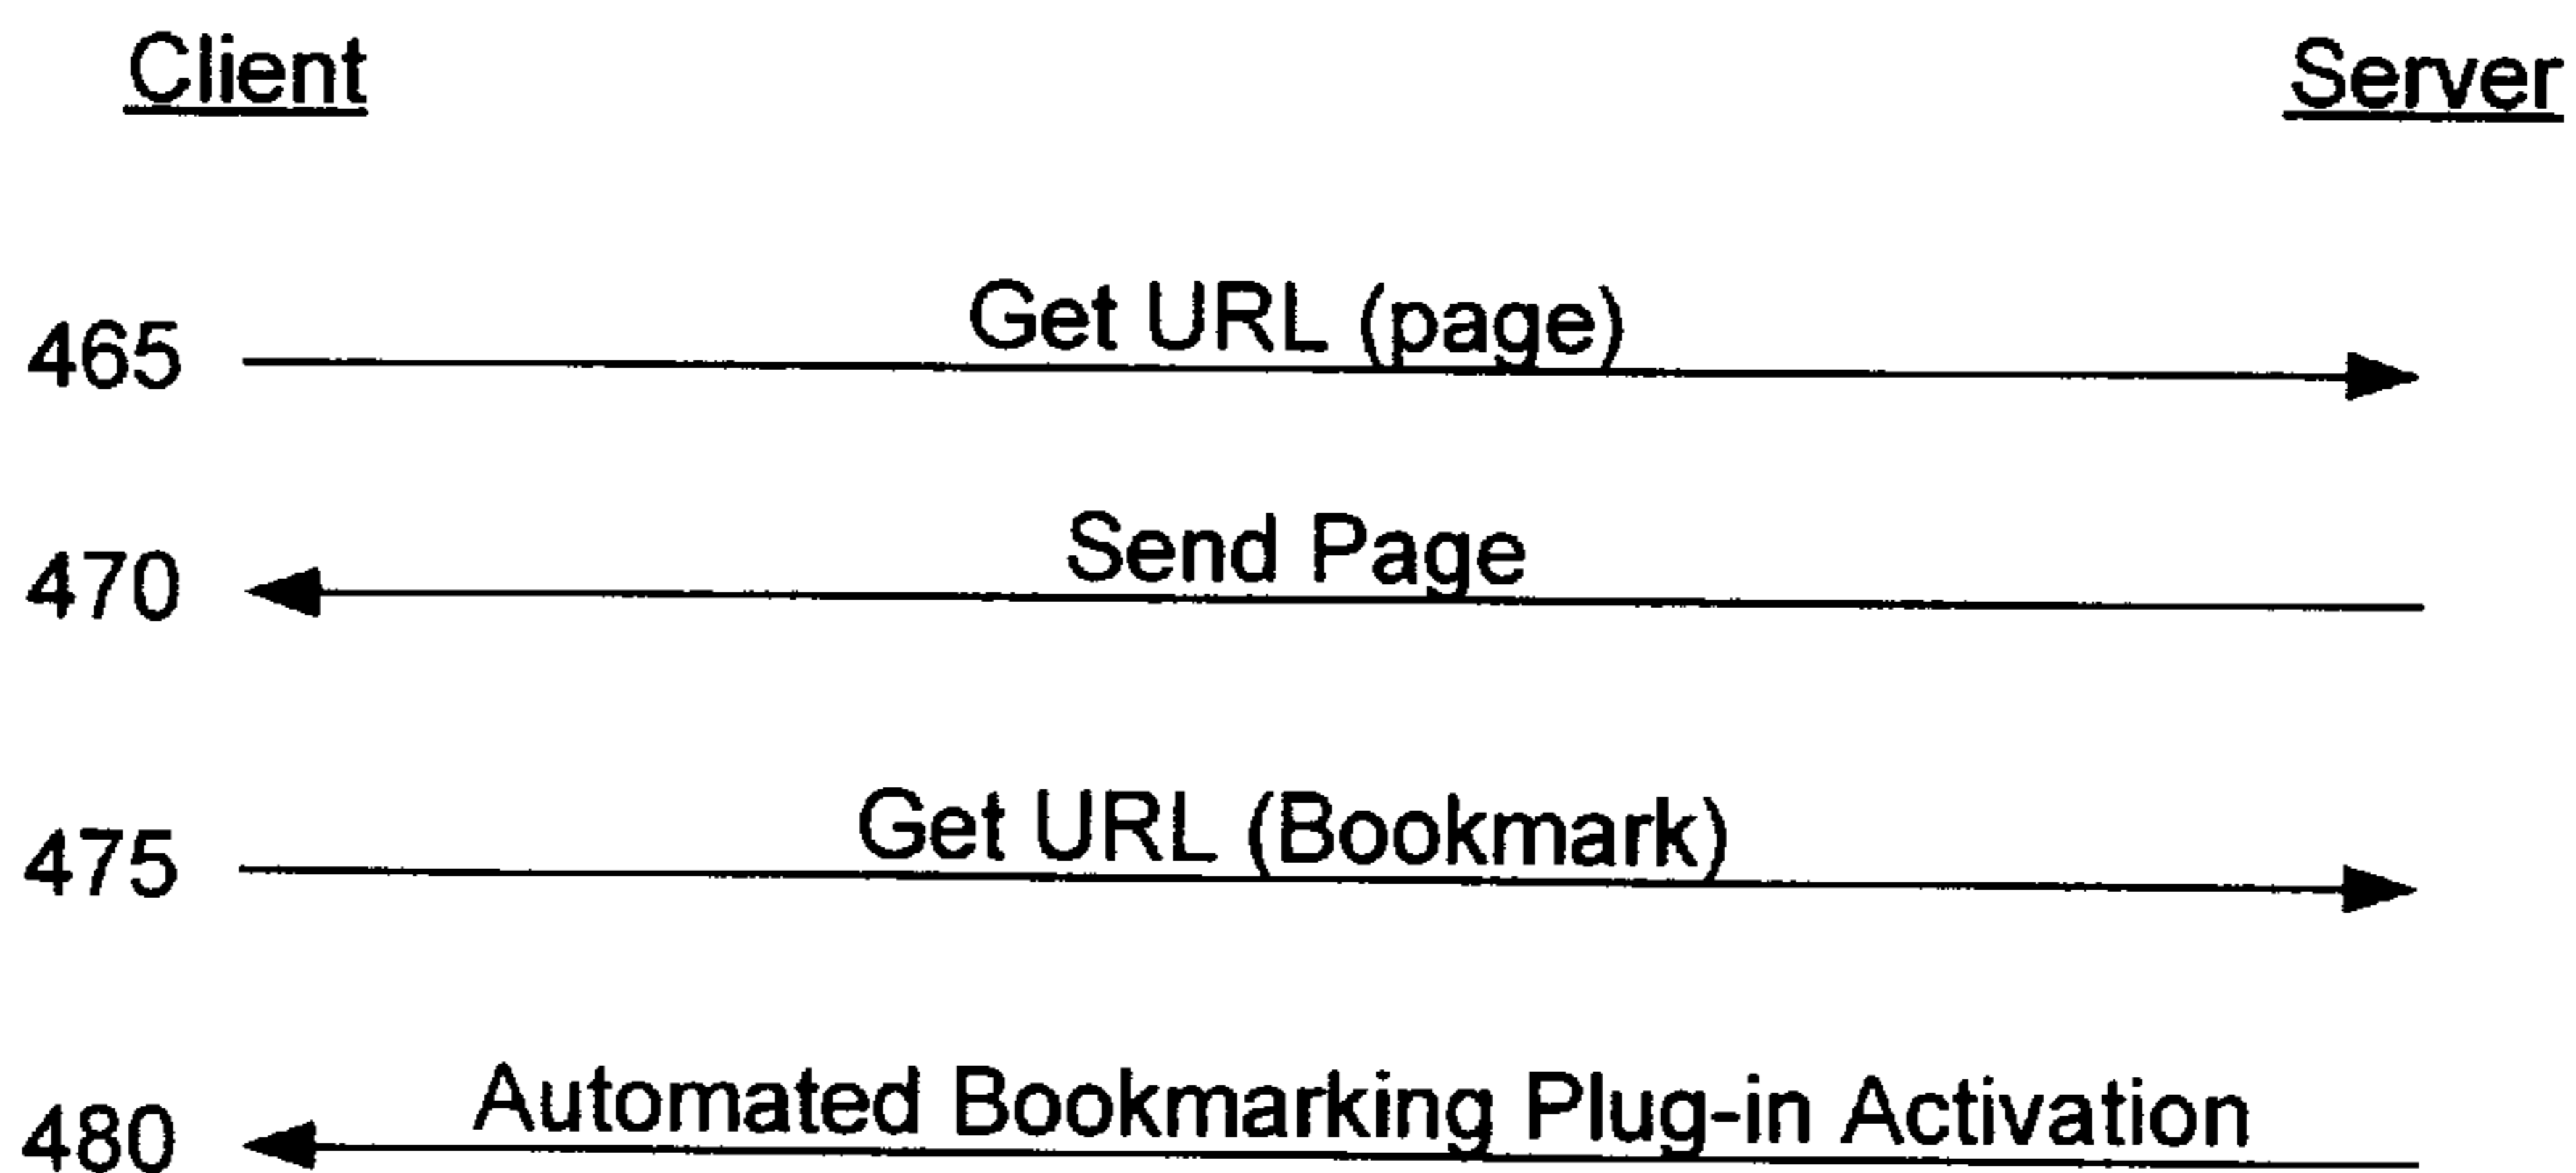 Client Server
Get URL (page)
465
Send Page
470
Get URL (Bookmark)
475
Automated Bookmarking Plug-in Activation
480